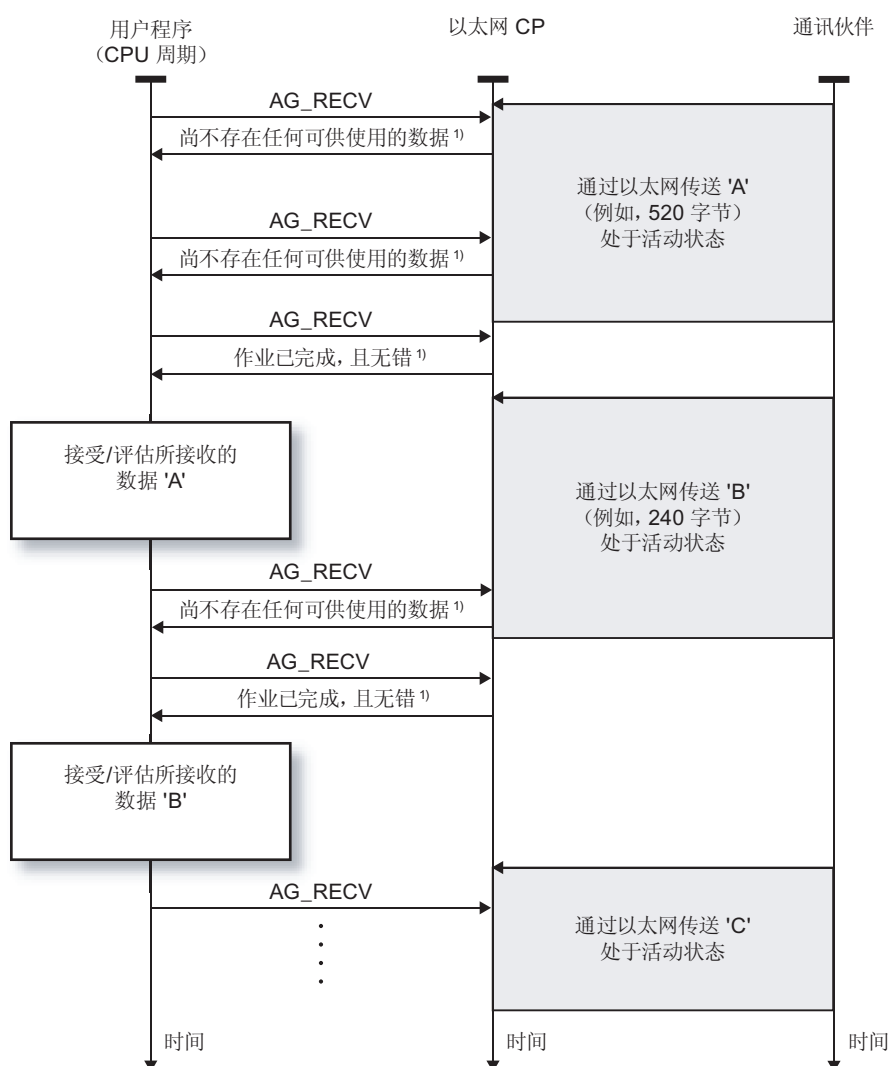 用户程序
（CPU 周期）
以太网 CP
通讯伙伴
AG_RECV
尚不存在任何可供使用的数据 1)
通过以太网传送 'A'
（例如，520 字节）
处于活动状态
AG_RECV
尚不存在任何可供使用的数据 1)
AG_RECV
作业已完成，且无错 1)
接受/评估所接收的
数据 'A'
通过以太网传送 'B'
（例如，240 字节）
处于活动状态
AG_RECV
尚不存在任何可供使用的数据 1)
AG_RECV
作业已完成，且无错 1)
接受/评估所接收的
数据 'B'
AG_RECV
通过以太网传送 'C'
处于活动状态
时间
时间
时间